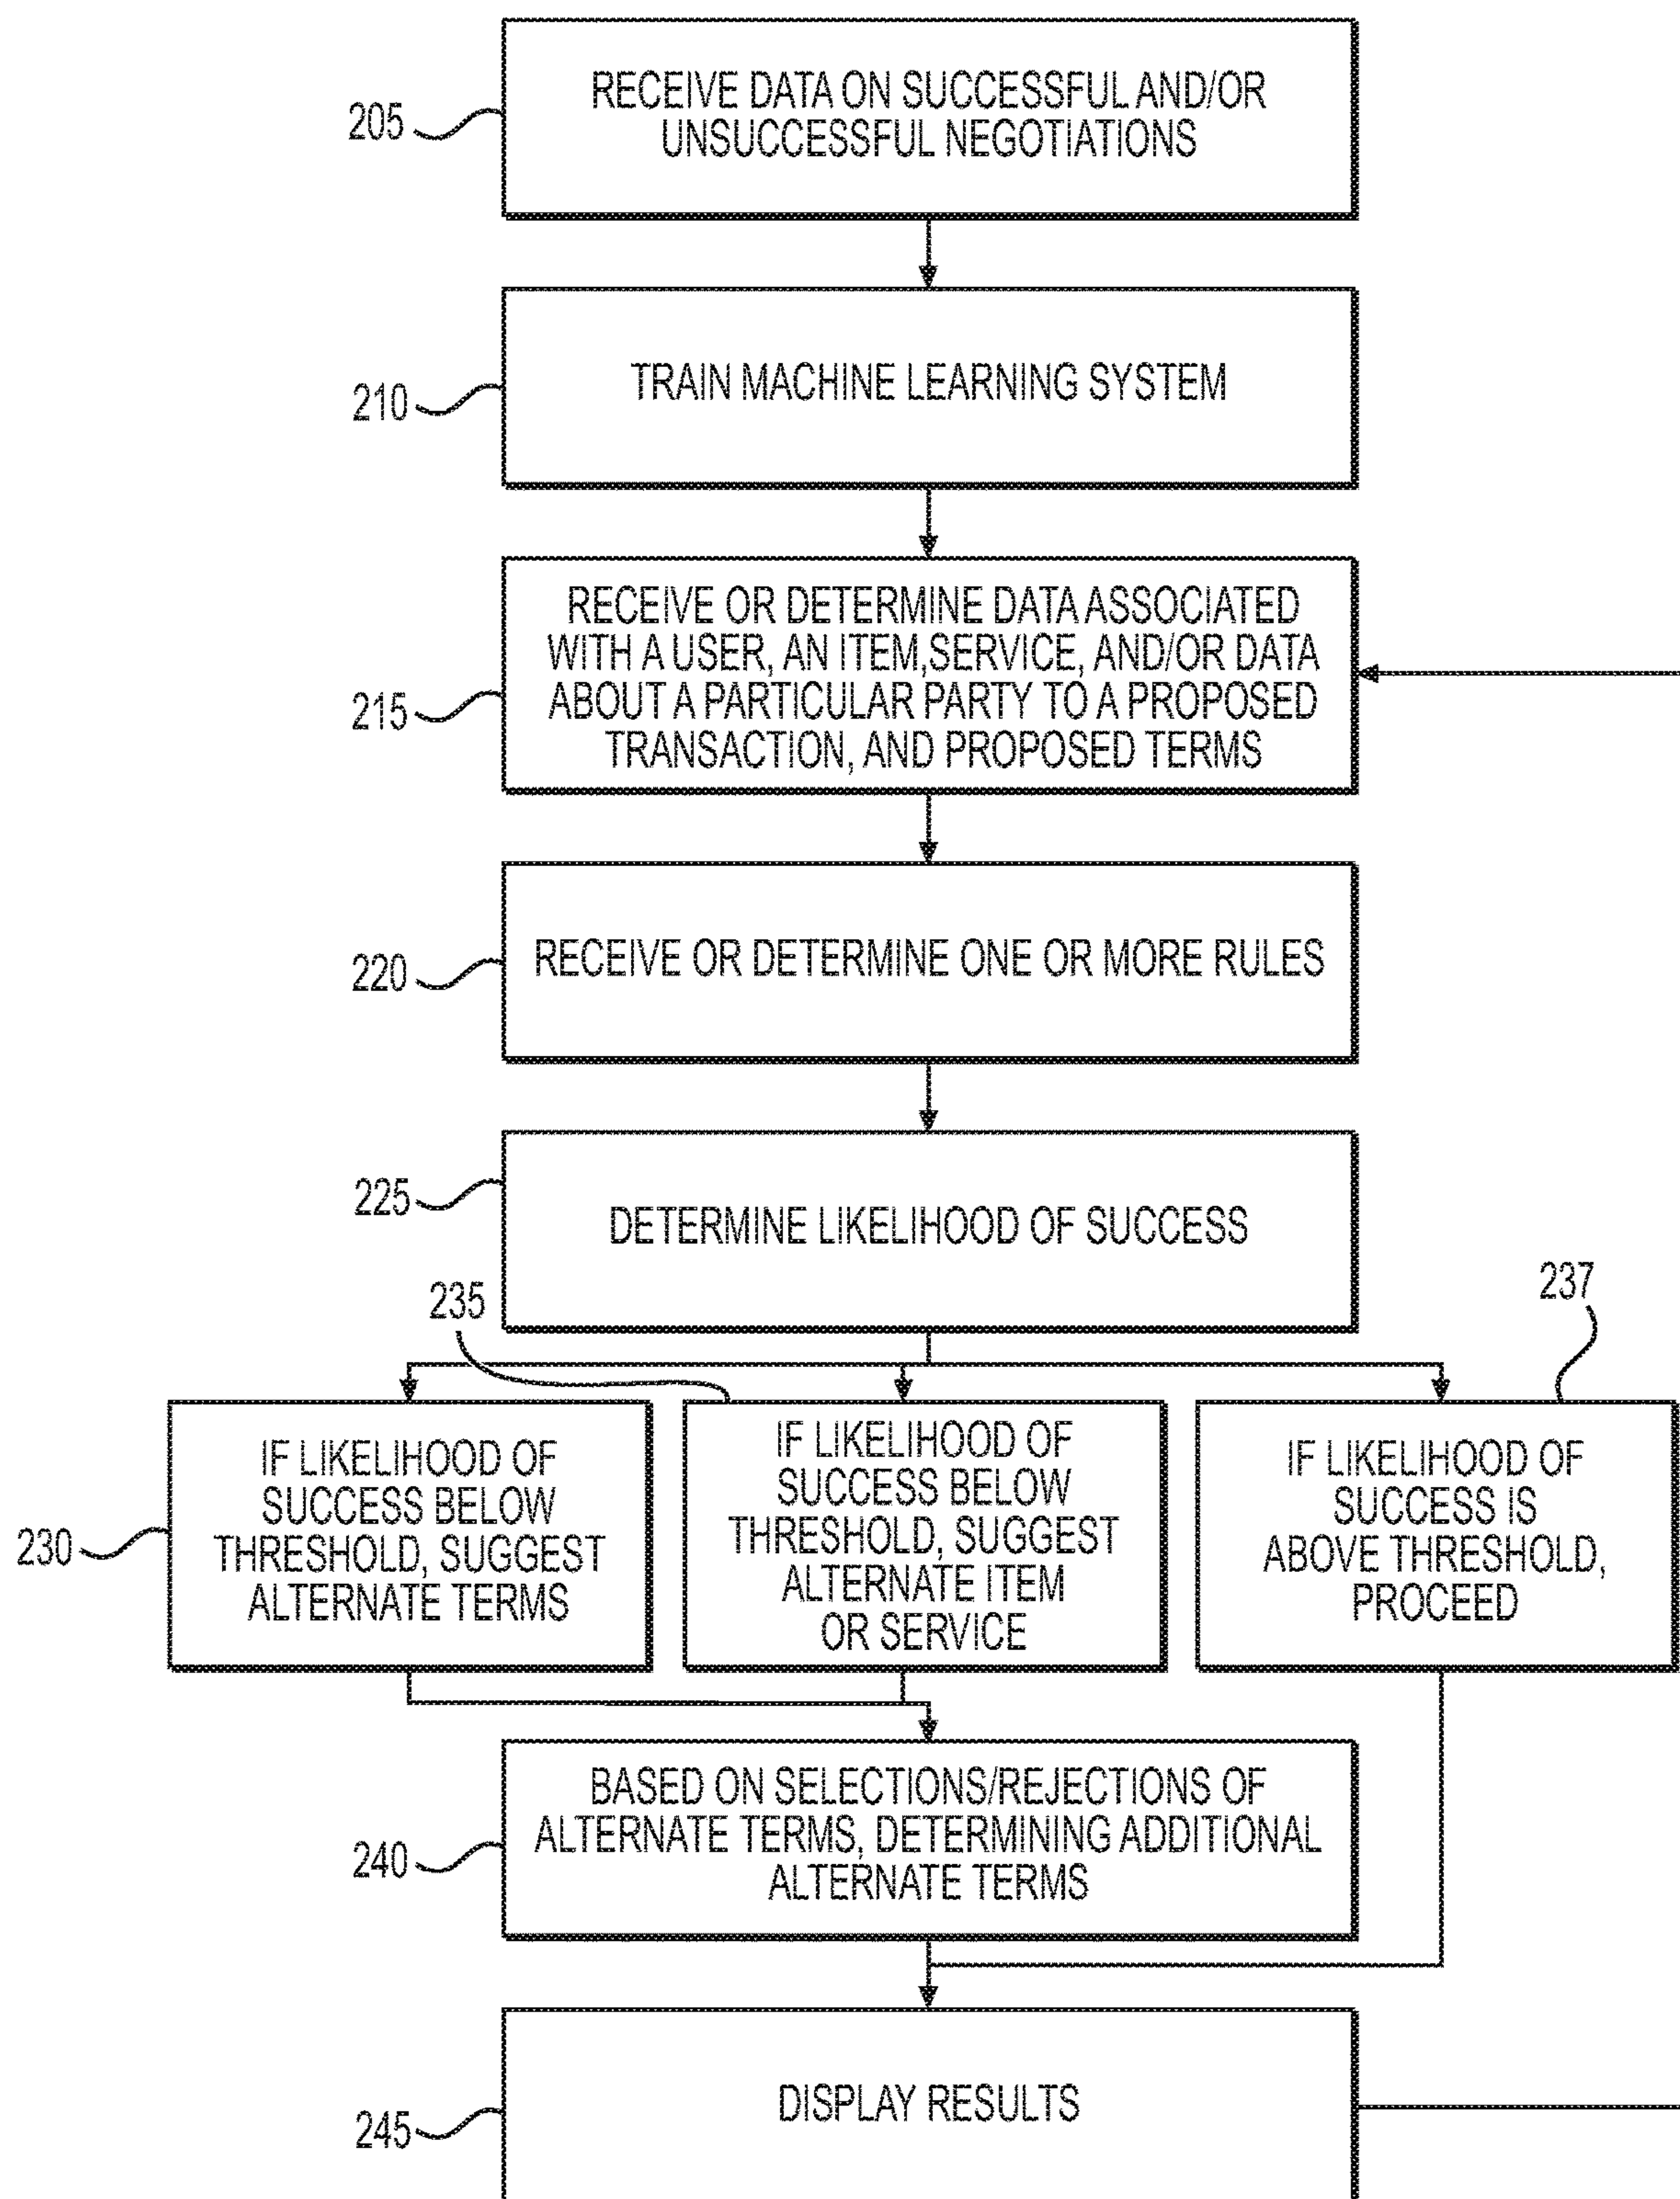 RECEIVE DATA ON SUCCESSFUL AND/OR
UNSUCCESSFUL NEGOTIATIONS
205
TRAIN MACHINE LEARNING SYSTEM
210
RECEIVE OR DETERMINE DATA ASSOCIATED
WITH A USER, AN ITEM,SERVICE, AND/OR DATA
ABOUT A PARTICULAR PARTY TO A PROPOSED
TRANSACTION, AND PROPOSED TERMS
215
RECEIVE OR DETERMINE ONE OR MORE RULES
220
225
DETERMINE LIKELIHOOD OF SUCCESS
235
237
230
IF LIKELIHOOD OF
SUCCESS BELOW
THRESHOLD, SUGGEST
ALTERNATE TERMS
IF LIKELIHOOD OF
SUCCESS BELOW
THRESHOLD, SUGGEST
ALTERNATE ITEM
OR SERVICE
IF LIKELIHOOD OF
SUCCESS IS
ABOVE THRESHOLD,
PROCEED
BASED ON SELECTIONS/REJECTIONS OF
ALTERNATE TERMS, DETERMINING ADDITIONAL
ALTERNATE TERMS
240
DISPLAY RESULTS
245